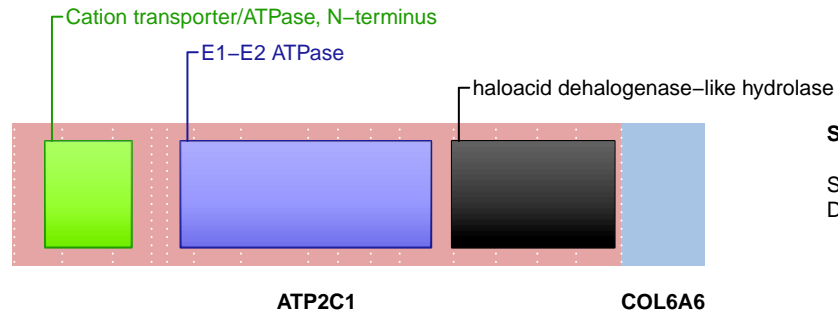 Cation transporter/ATPase, N−terminus
E1−E2 ATPase
haloacid dehalogenase−like hydrolase
S
S
D
ATP2C1
COL6A6